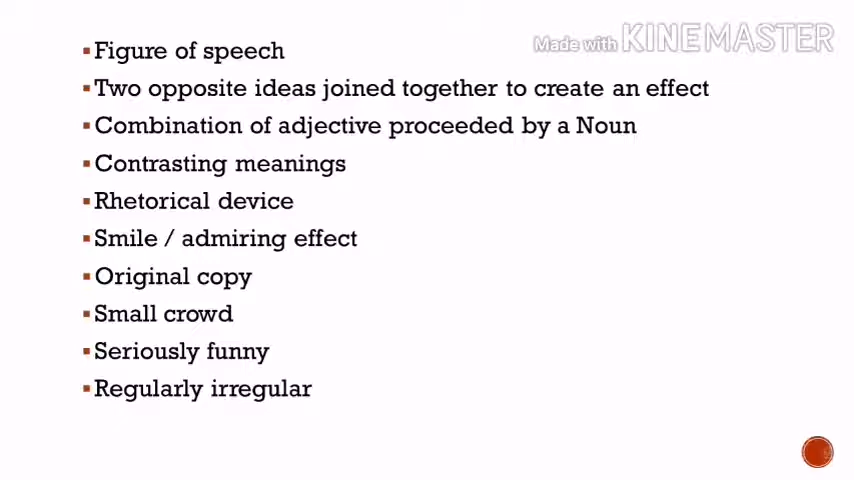 Made with KINEMASTER
▪Figure of speech
▪Two opposite ideas joined together to create an effect
▪Combination of adjective proceeded by a Noun
▪Contrasting meanings
▪Rhetorical device
▪Smile / admiring effect
▪Original copy
▪Small crowd
▪Seriously funny
▪Regularly irregular